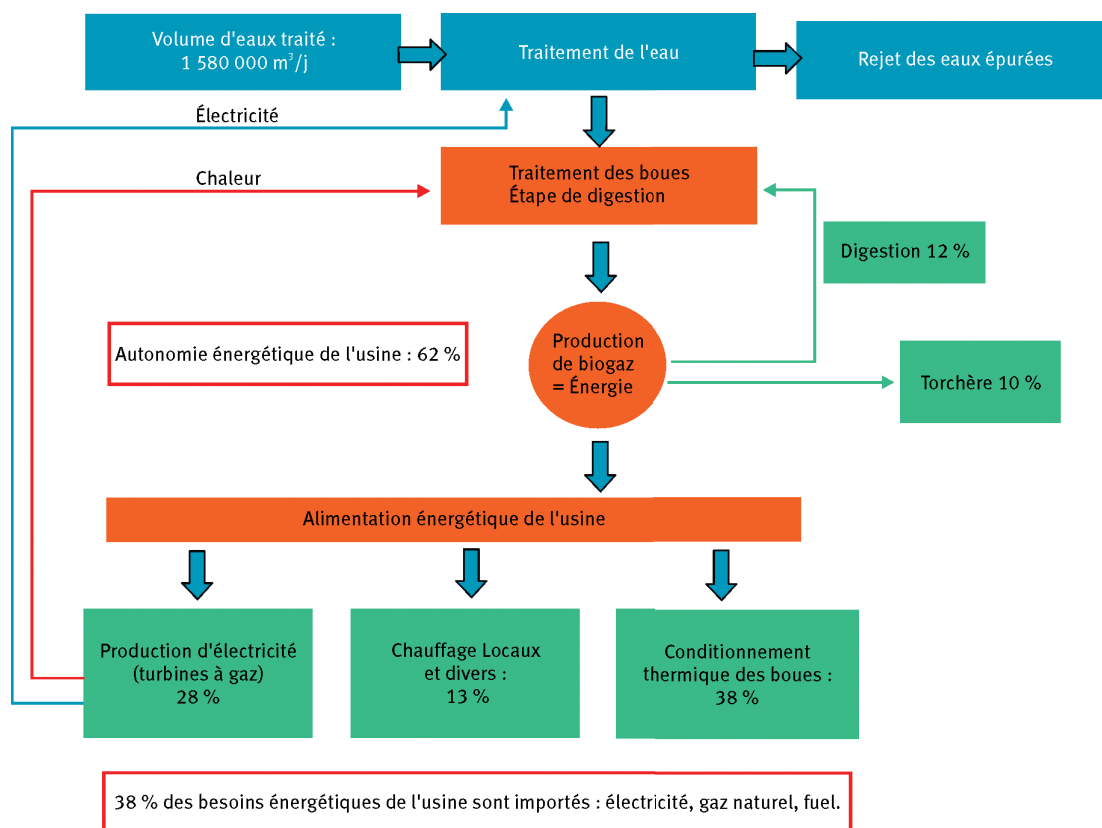 Volume d'eaux traité :
1 580 000 m³/j
Traitement de l'eau
Rejet des eaux épurées
Électricité
Chaleur
Traitement des boues
Étape de digestion
Digestion 12 %
Autonomie énergétique de l'usine : 62 %
Production
de biogaz
= Énergie
Torchère 10 %
Alimentation énergétique de l'usine
Production d'électricité
(turbines à gaz)
28 %
Chauffage Locaux
et divers :
13 %
Conditionnement
thermique des boues :
38 %
38 % des besoins énergétiques de l'usine sont importés : électricité, gaz naturel, fuel.